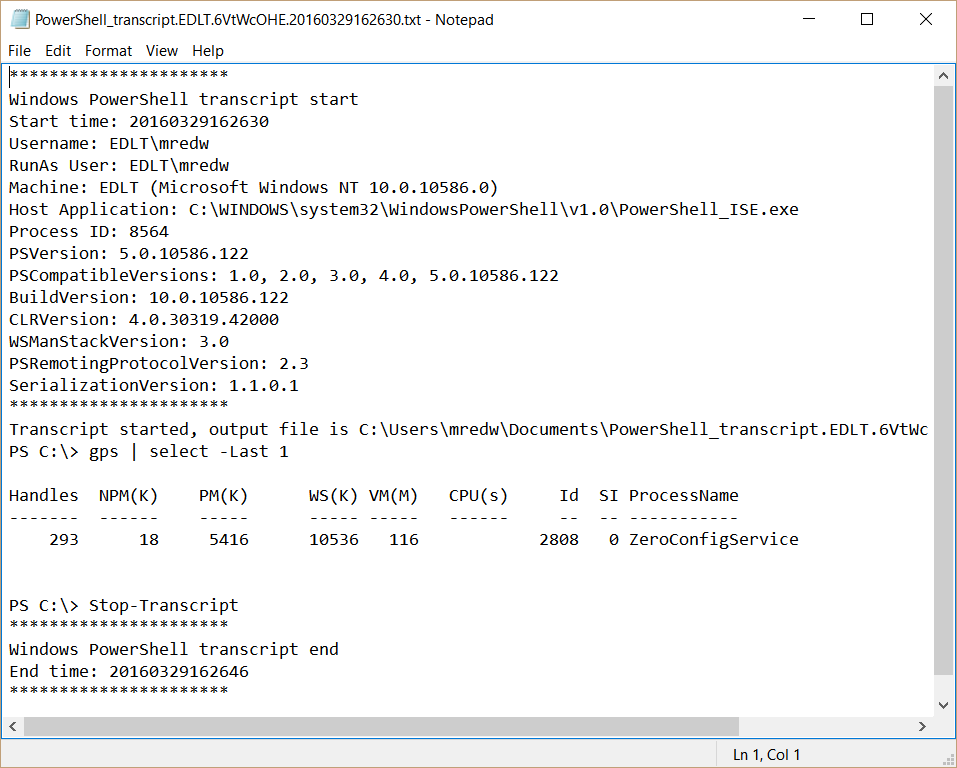 PowerShell_transcript.EDLT.6VtWcOHE.20160329162630.txt - Notepad
File Edit Format View Help
**********************
Windows PowerShell transcript start
Start time: 20160329162630
Username: EDLT\mredw
RunAs User: EDLT\mredw
Machine: EDLT (Microsoft Windows NT 10.0.10586.0)
Host Application: C:\WINDOWS\system32\WindowsPowerShell\v1.0\PowerShell_ISE.exe
Process ID: 8564
PSVersion: 5.0.10586.122
PSCompatibleVersions: 1.0, 2.0, 3.0, 4.0, 5.0.10586.122
BuildVersion: 10.0.10586.122
CLRVersion: 4.0.30319.42000
WSManStackVersion: 3.0
PSRemotingProtocolVersion: 2.3
SerializationVersion: 1.1.0.1
**********************
Transcript started, output file is C:\Users\mredw\Documents\PowerShell_transcript.EDLT.6VtWc
PS C:\> gps | select -Last 1
Handles  NPM(K)    PM(K)      WS(K) VM(M)   CPU(s)     Id  SI ProcessName
-------  ------    -----      ----- -----   ------     --  -- -----------
    293      18     5416      10536   116            2808   0 ZeroConfigService
PS C:\> Stop-Transcript
**********************
Windows PowerShell transcript end
End time: 20160329162646
**********************
Ln 1, Col 1